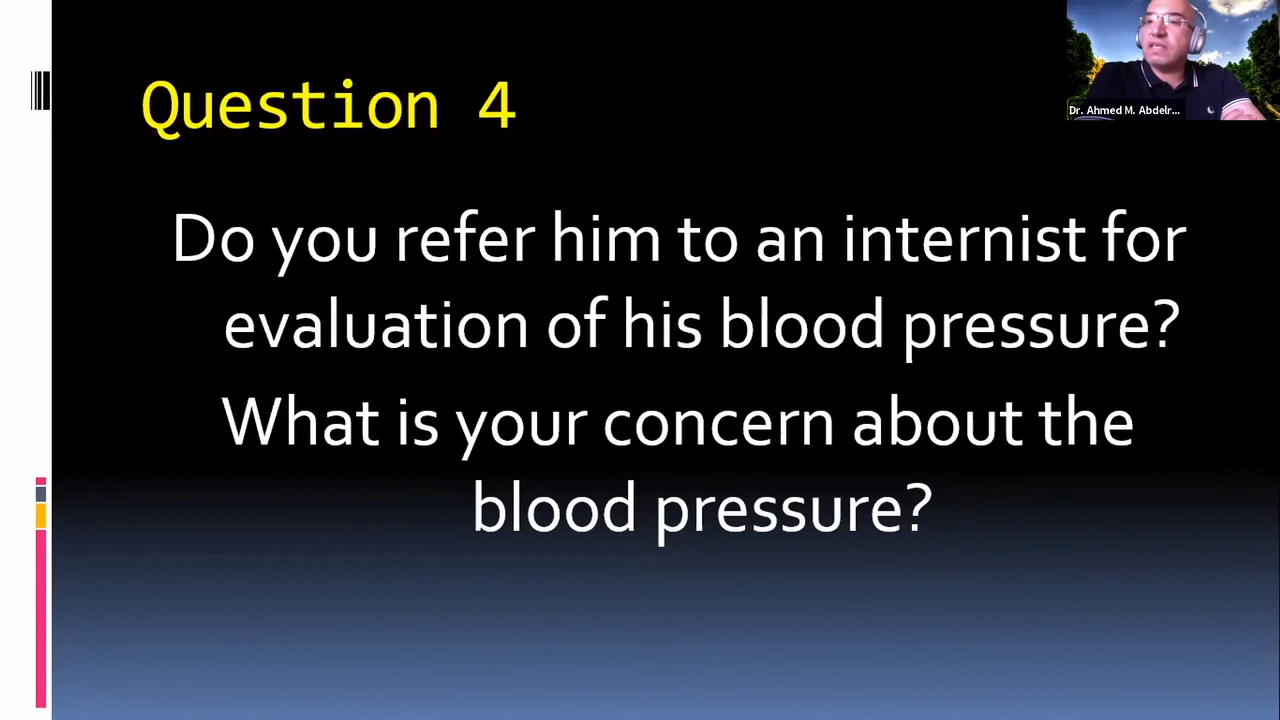 Question 4
Dr. Ahmed M. Abdelr...
Do you refer him to an internist for
evaluation of his blood pressure?
What is your concern about the
blood pressure?